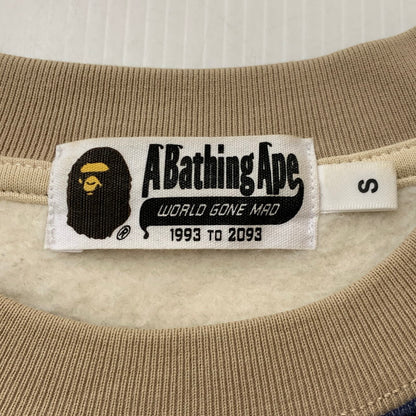 A Bathing Ape
WORLD GONE MAD
1993 TO 2093
®
S